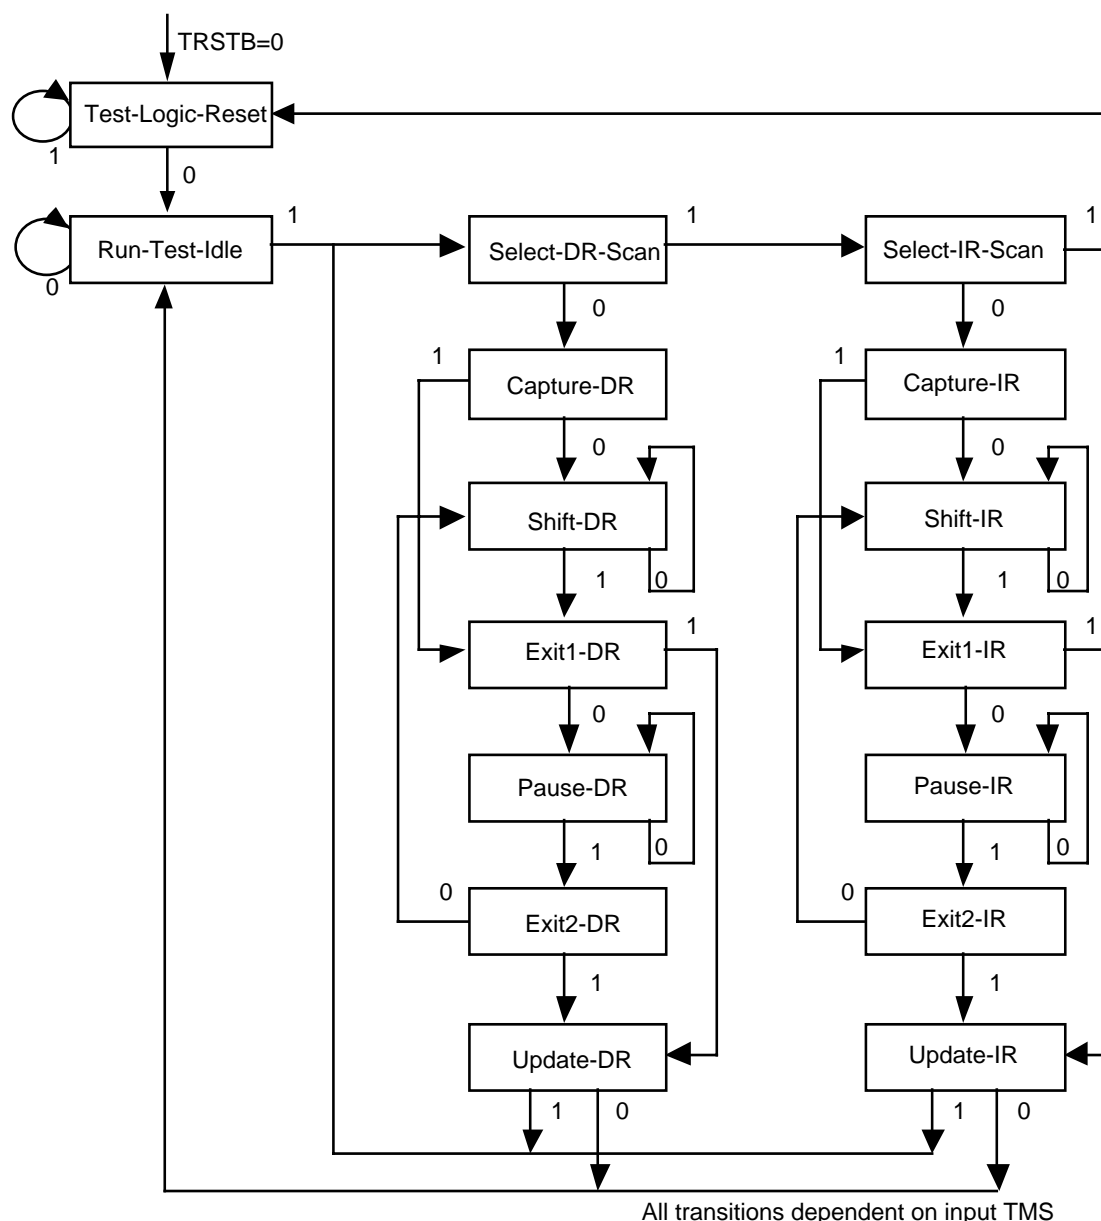 TRSTB=0
Test-Logic-Reset
1
0
Run-Test-Idle
1
0
Select-DR-Scan
1
Select-IR-Scan
1
0
0
1
Capture-DR
1
Capture-IR
0
0
Shift-DR
Shift-IR
1
0
1
0
Exit1-DR
1
Exit1-IR
1
0
0
Pause-DR
Pause-IR
1
0
1
0
0
Exit2-DR
0
Exit2-IR
1
1
Update-DR
Update-IR
1
0
1
0
All transitions dependent on input TMS